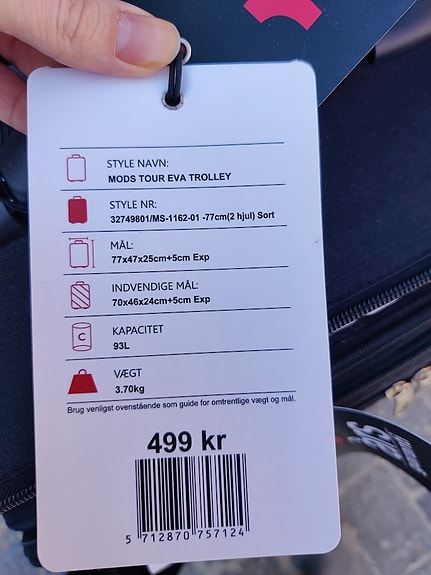 STYLE NAVN:
MODS TOUR EVA TROLLEY
STYLE NR:
32749801/MS-1162-01 -77cm(2 hjul) Sort
MÅL:
77x47x25cm+5cm Exp
INDVENDIGE MÅL:
70x46x24cm+5cm Exp
C
KAPACITET
93L
VÆGT
3.70kg
Brug venligst ovenstående som guide for omtrentlige vægt og mål.
499 kr
5 712870 757124